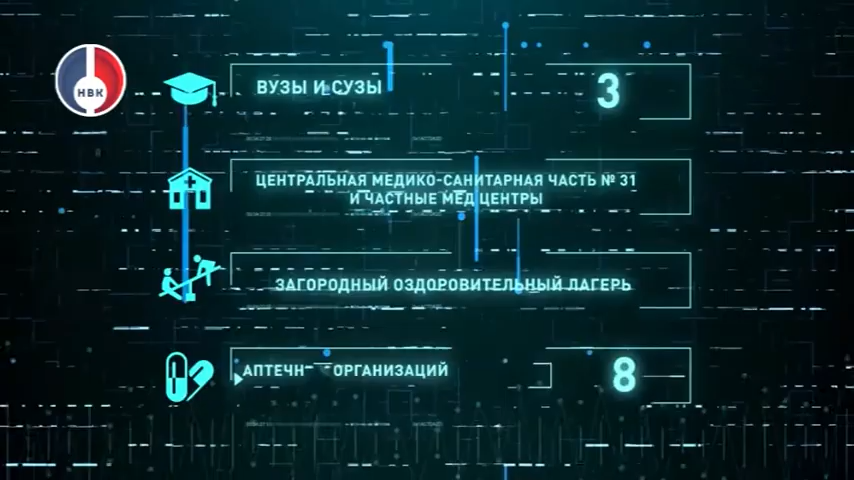 НВК
ВУЗЫ И СУЗЫ
3
ЦЕНТРАЛЬНАЯ МЕДИКО-САНИТАРНАЯ ЧАСТЬ № 31
И ЧАСТНЫЕ МЕД ЦЕНТРЫ
ЗАГОРОДНЫЙ ОЗДОРОВИТЕЛЬНЫЙ ЛАГЕРЬ
ОРГАНИЗАЦИЙ
8